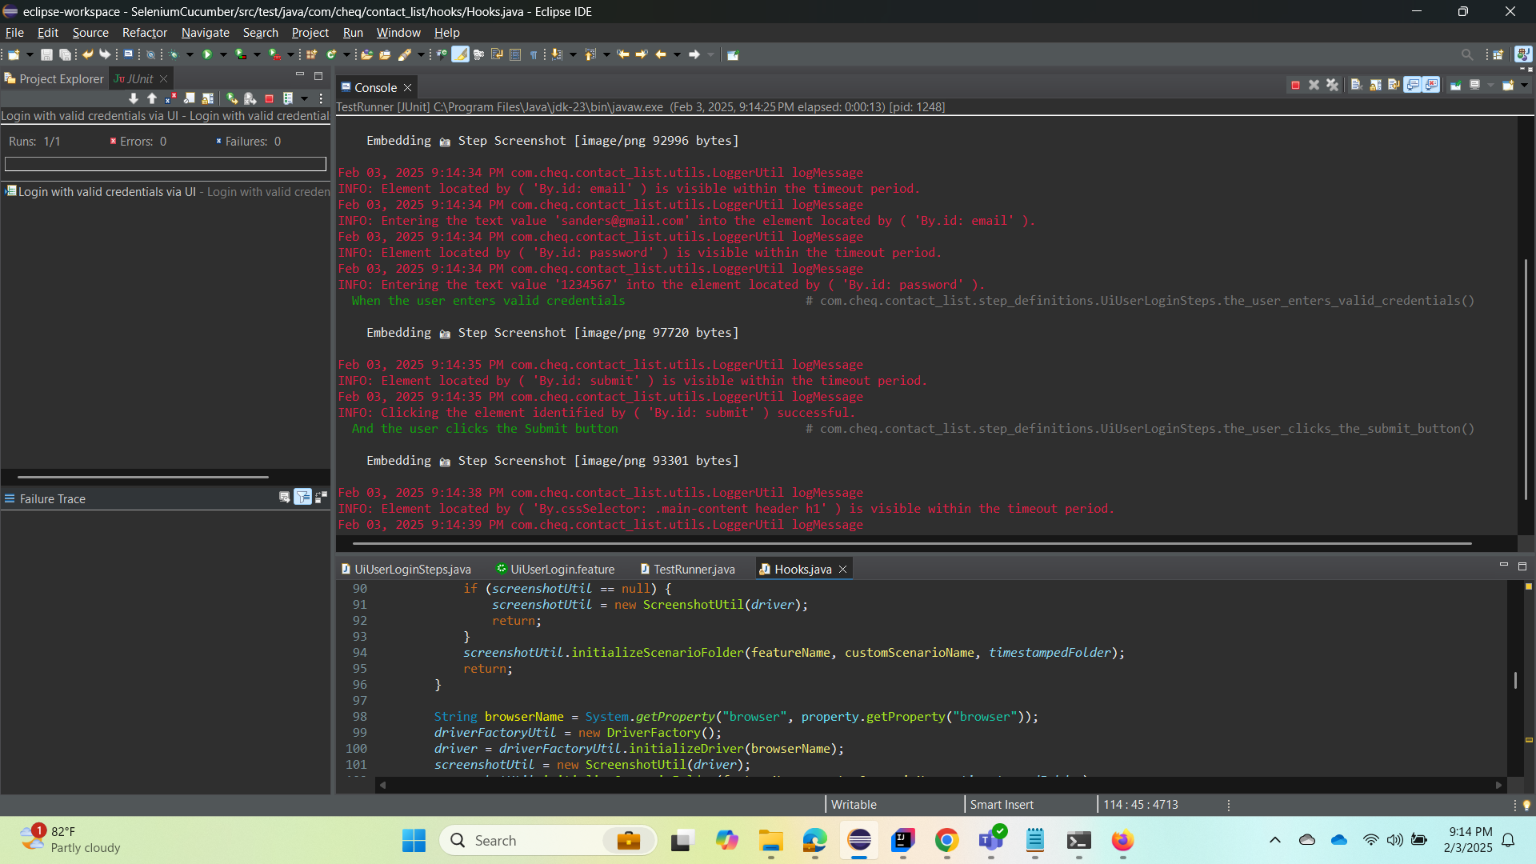 eclipse-workspace - SeleniumCucumber/src/test/java/com/cheq/contact_list/hooks/Hooks.java - Eclipse IDE
File Edit Source Refactor Navigate Search Project Run Window Help
Project Explorer JUnit
Console
TestRunner [JUnit] C:\Program Files\Java\jdk-23\bin\javaw.exe (Feb 3, 2025, 9:14:25 PM elapsed: 0:00:13) [pid: 1248]
Login with valid credentials via UI - Login with valid credential
Runs: 1/1 Errors: 0 Failures: 0
Login with valid credentials via UI - Login with valid creden
Failure Trace
Embedding Step Screenshot [image/png 92996 bytes]
Feb 03, 2025 9:14:34 PM com.cheq.contact_list.utils.LoggerUtil logMessage
INFO: Element located by ( 'By.id: email' ) is visible within the timeout period.
Feb 03, 2025 9:14:34 PM com.cheq.contact_list.utils.LoggerUtil logMessage
INFO: Entering the text value 'sanders@gmail.com' into the element located by ( 'By.id: email' ).
Feb 03, 2025 9:14:34 PM com.cheq.contact_list.utils.LoggerUtil logMessage
INFO: Element located by ( 'By.id: password' ) is visible within the timeout period.
Feb 03, 2025 9:14:34 PM com.cheq.contact_list.utils.LoggerUtil logMessage
INFO: Entering the text value '1234567' into the element located by ( 'By.id: password' ).
When the user enters valid credentials # com.cheq.contact_list.step_definitions.UiUserLoginSteps.the_user_enters_valid_credentials()
Embedding Step Screenshot [image/png 97720 bytes]
Feb 03, 2025 9:14:35 PM com.cheq.contact_list.utils.LoggerUtil logMessage
INFO: Element located by ( 'By.id: submit' ) is visible within the timeout period.
Feb 03, 2025 9:14:35 PM com.cheq.contact_list.utils.LoggerUtil logMessage
INFO: Clicking the element identified by ( 'By.id: submit' ) successful.
And the user clicks the Submit button # com.cheq.contact_list.step_definitions.UiUserLoginSteps.the_user_clicks_the_submit_button()
Embedding Step Screenshot [image/png 93301 bytes]
Feb 03, 2025 9:14:38 PM com.cheq.contact_list.utils.LoggerUtil logMessage
INFO: Element located by ( 'By.cssSelector: .main-content header h1' ) is visible within the timeout period.
Feb 03, 2025 9:14:39 PM com.cheq.contact_list.utils.LoggerUtil logMessage
UiUserLoginSteps.java UiUserLogin.feature TestRunner.java Hooks.java
90 if (screenshotUtil == null) {
91 screenshotUtil = new ScreenshotUtil(driver);
92 return;
93 }
94 screenshotUtil.initializeScenarioFolder(featureName, customScenarioName, timestampedFolder);
95 return;
96 }
97
98 String browserName = System.getProperty("browser", property.getProperty("browser"));
99 driverFactoryUtil = new DriverFactory();
100 driver = driverFactoryUtil.initializeDriver(browserName);
101 screenshotUtil = new ScreenshotUtil(driver);
Writable Smart Insert 114 : 45 : 4713
1
82°F
Partly cloudy
Search
9:14 PM
2/3/2025